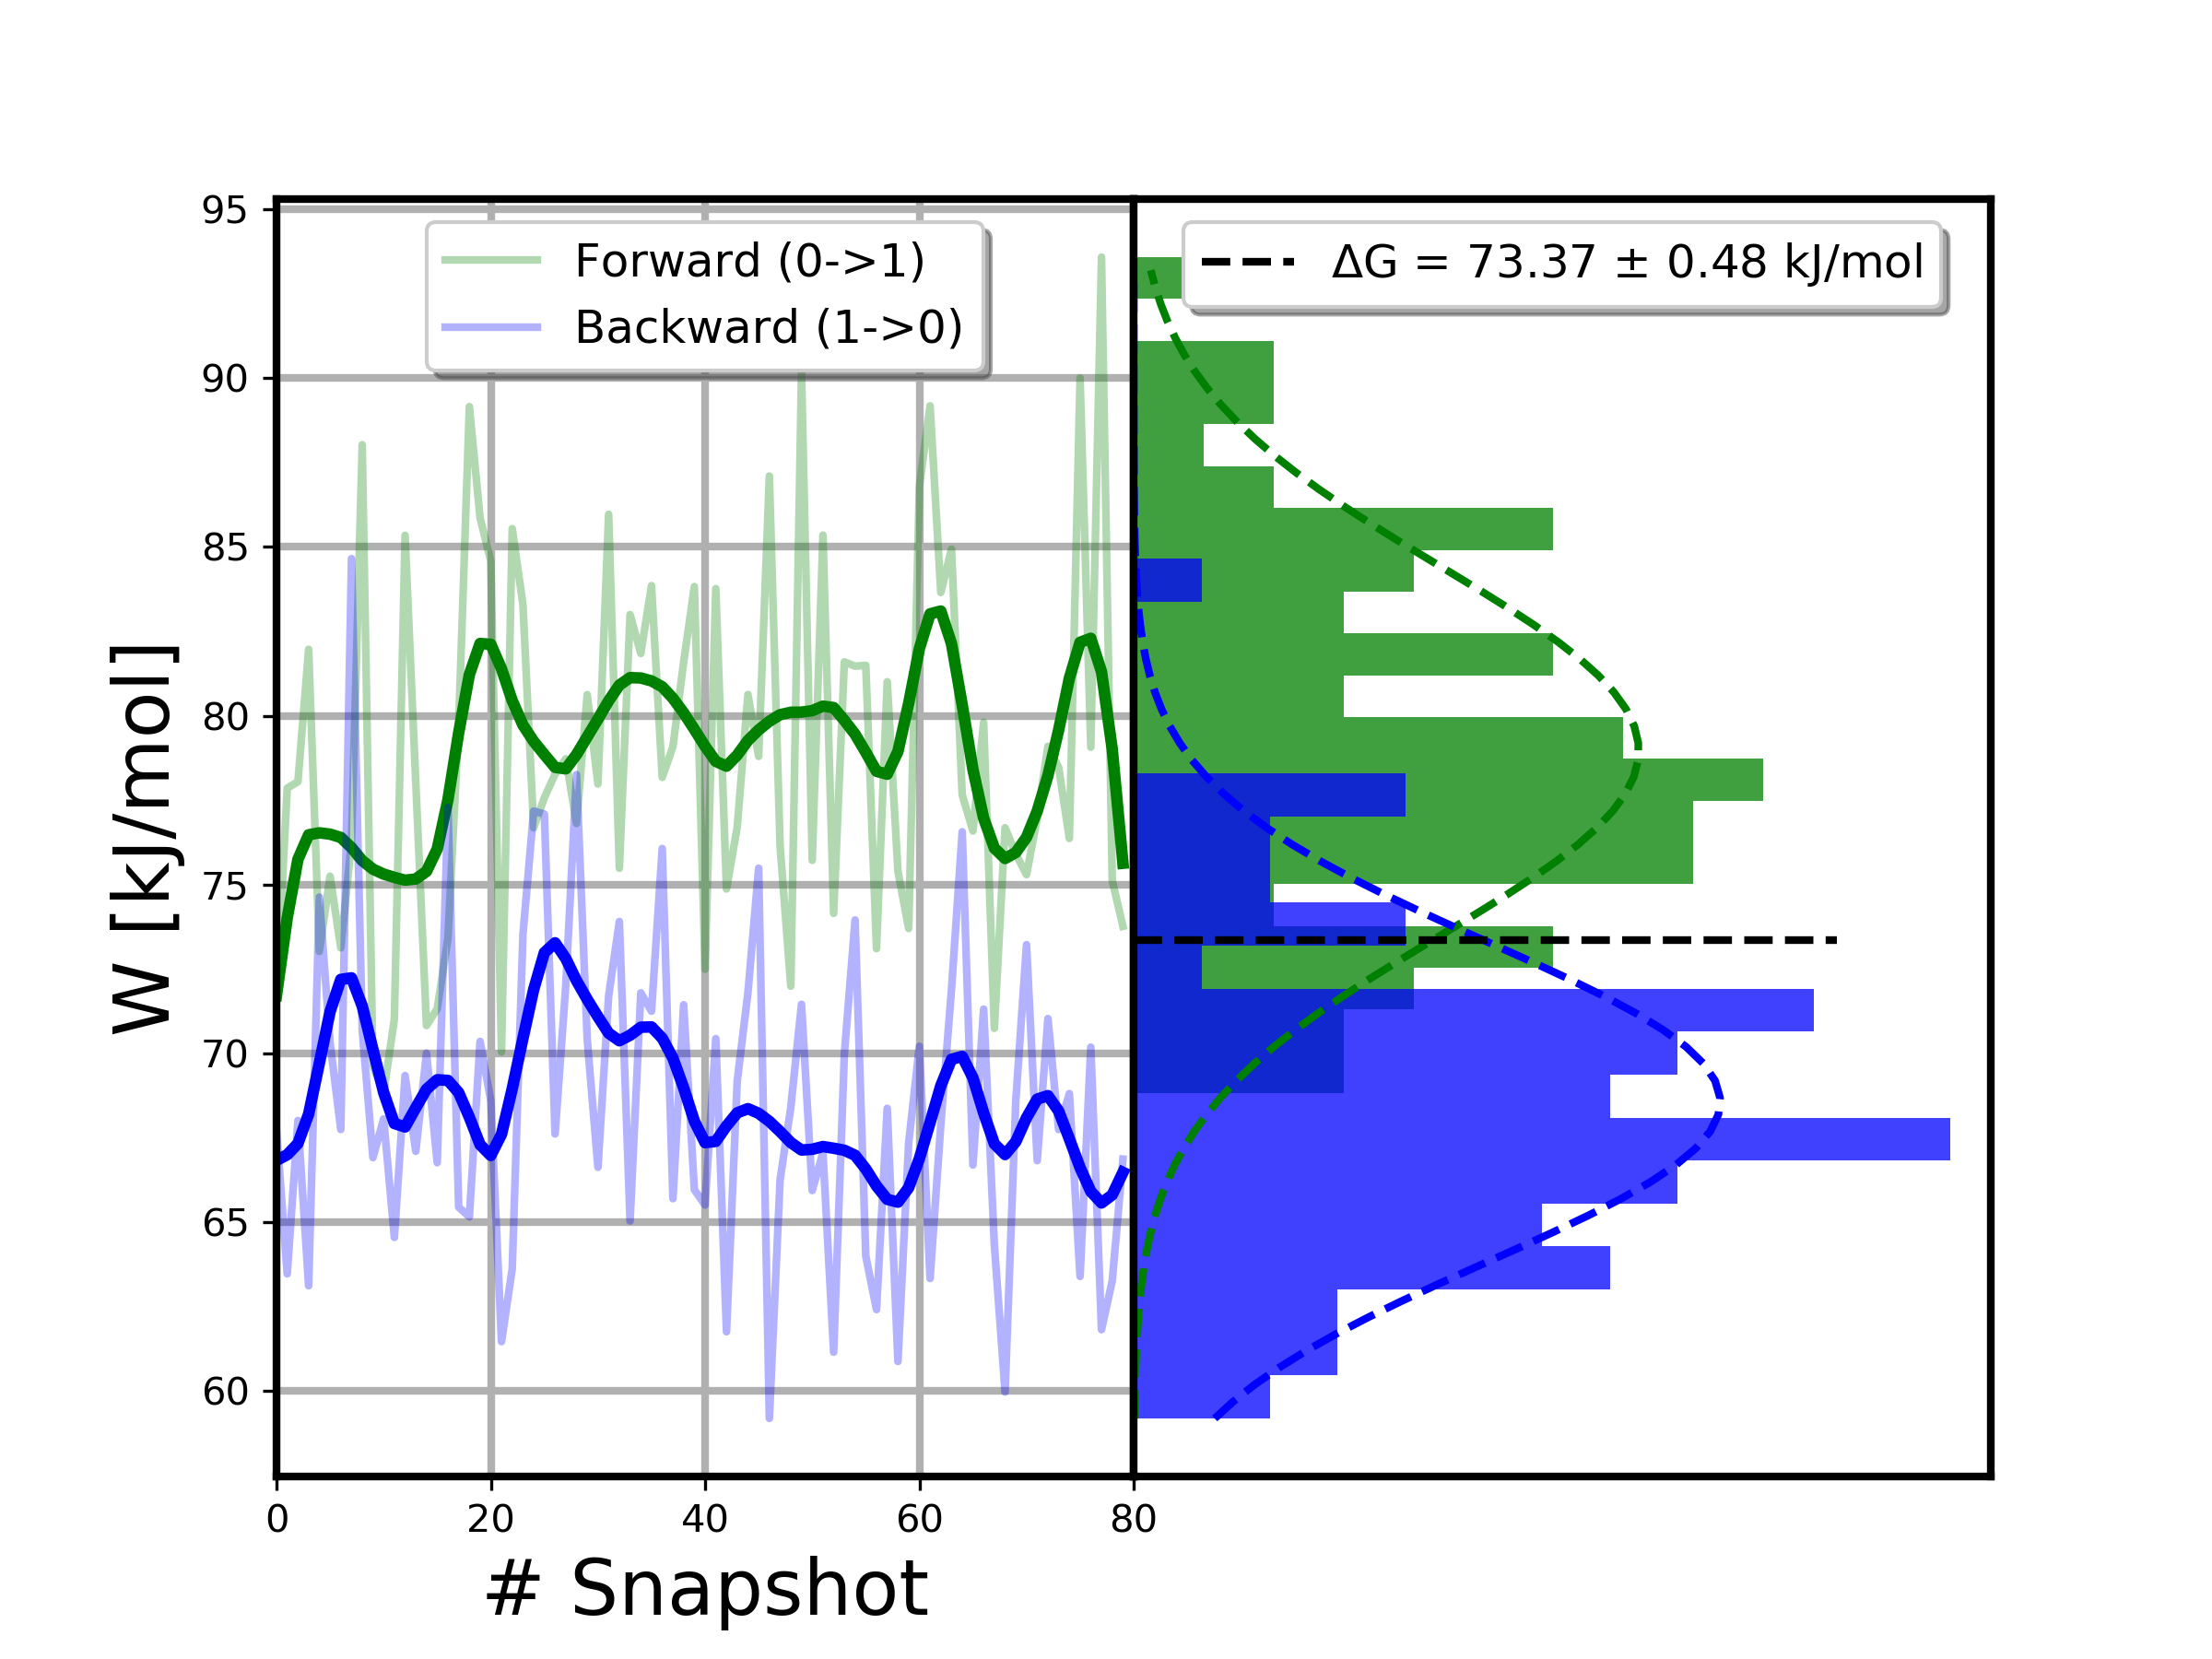 95
90
85
80
75
70
65
60
W [kJ/mol]
Forward (0->1)
Backward (1->0)
ΔG = 73.37 ± 0.48 kJ/mol
0 20 40 60 80
# Snapshot